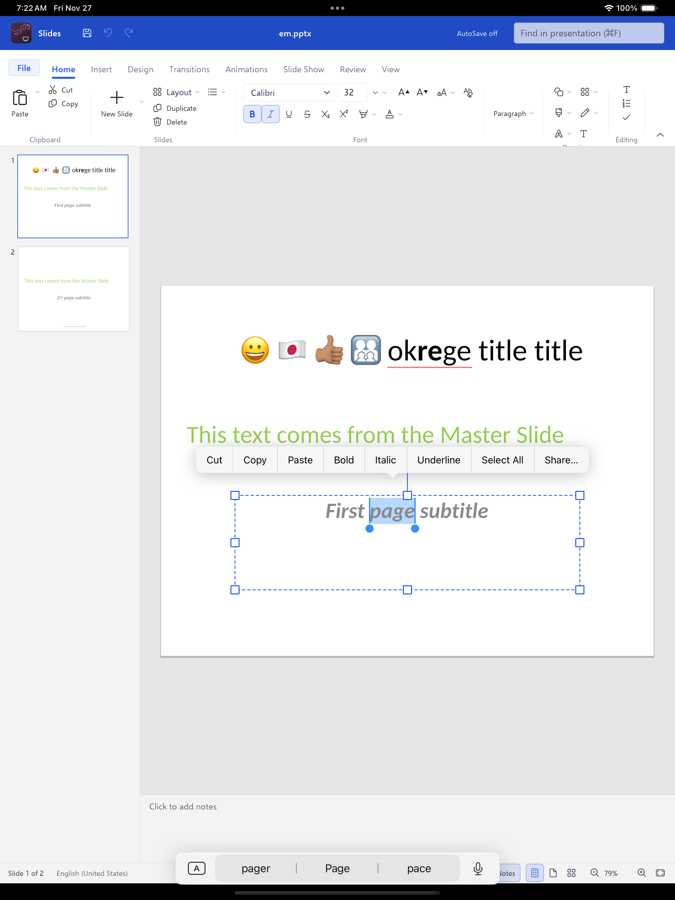 7:22 AM Fri Nov 27
100%
Slides
em.pptx
AutoSave off
Find in presentation (⌘F)
File
Home
Insert
Design
Transitions
Animations
Slide Show
Review
View
Paste
Cut
Copy
Clipboard
New Slide
Layout
Duplicate
Delete
Slides
Calibri
32
Font
Paragraph
Editing
1
😀 🇯🇵 👍🏽 okrege title title
This text comes from the Master Slide
First page subtitle
2
This text comes from the Master Slide
2nd page subtitle
😀 🇯🇵 👍🏽 okrege title title
This text comes from the Master Slide
Cut
Copy
Paste
Bold
Italic
Underline
Select All
Share...
First page subtitle
Click to add notes
Slide 1 of 2
English (United States)
A
pager
Page
pace
otes
79%